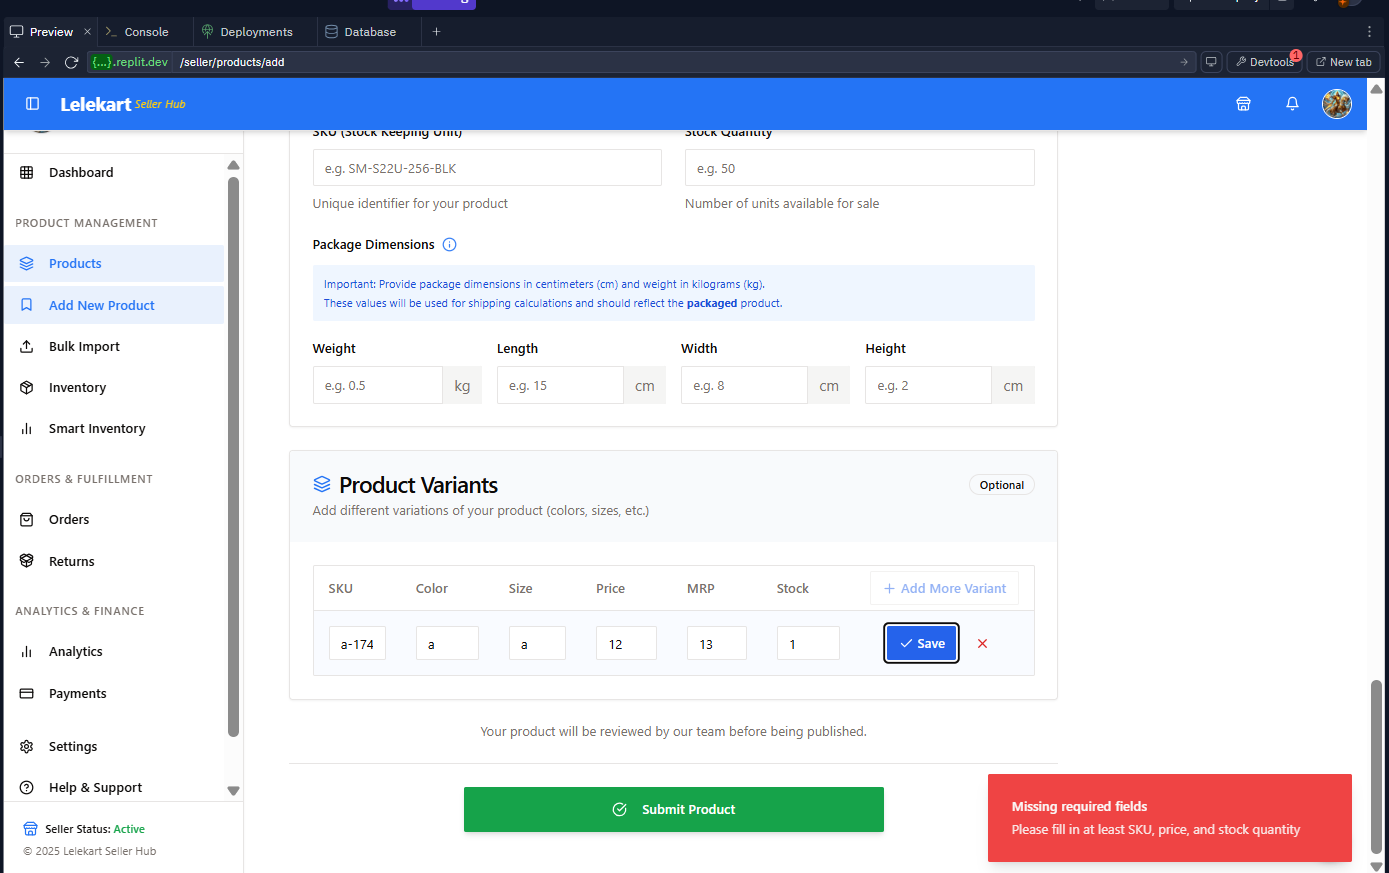 Preview
Console
Deployments
Database
{...}.replit.dev
/seller/products/add
Devtools
1
New tab
Lelekart Seller Hub
Dashboard
PRODUCT MANAGEMENT
Products
Add New Product
Bulk Import
Inventory
Smart Inventory
ORDERS & FULFILLMENT
Orders
Returns
ANALYTICS & FINANCE
Analytics
Payments
Settings
Help & Support
Seller Status: Active
© 2025 Lelekart Seller Hub
SKU (Stock Keeping Unit)
Stock Quantity
e.g. SM-S22U-256-BLK
e.g. 50
Unique identifier for your product
Number of units available for sale
Package Dimensions
Important: Provide package dimensions in centimeters (cm) and weight in kilograms (kg).
These values will be used for shipping calculations and should reflect the packaged product.
Weight
Length
Width
Height
e.g. 0.5 kg
e.g. 15 cm
e.g. 8 cm
e.g. 2 cm
Product Variants
Optional
Add different variations of your product (colors, sizes, etc.)
SKU
Color
Size
Price
MRP
Stock
Add More Variant
a-174
a
a
12
13
1
Save
Your product will be reviewed by our team before being published.
Submit Product
Missing required fields
Please fill in at least SKU, price, and stock quantity